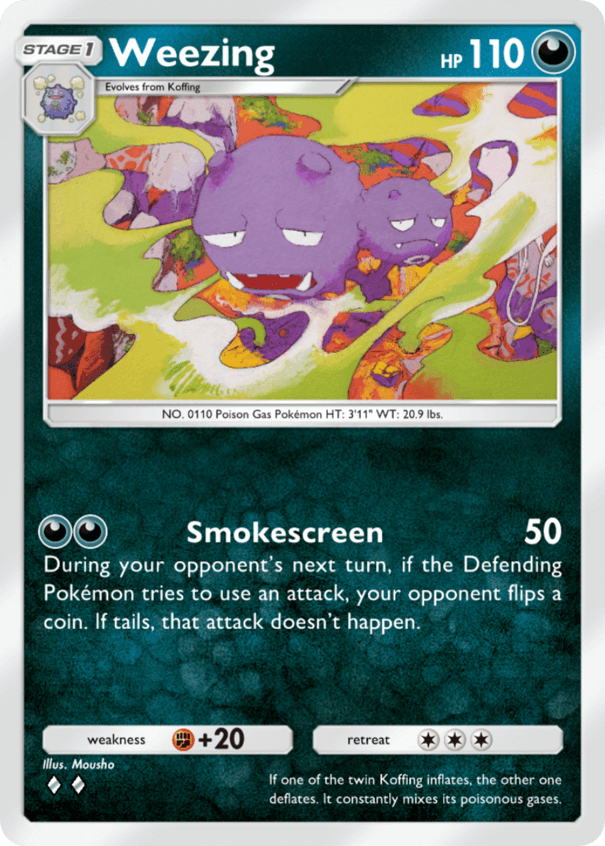 STAGE 1 Weezing HP 110
Evolves from Koffing
NO. 0110 Poison Gas Pokémon HT: 3'11" WT: 20.9 lbs.
Smokescreen 50
During your opponent's next turn, if the Defending
Pokémon tries to use an attack, your opponent flips a
coin. If tails, that attack doesn't happen.
weakness +20 retreat
Illus. Mousho
If one of the twin Koffing inflates, the other one
deflates. It constantly mixes its poisonous gases.